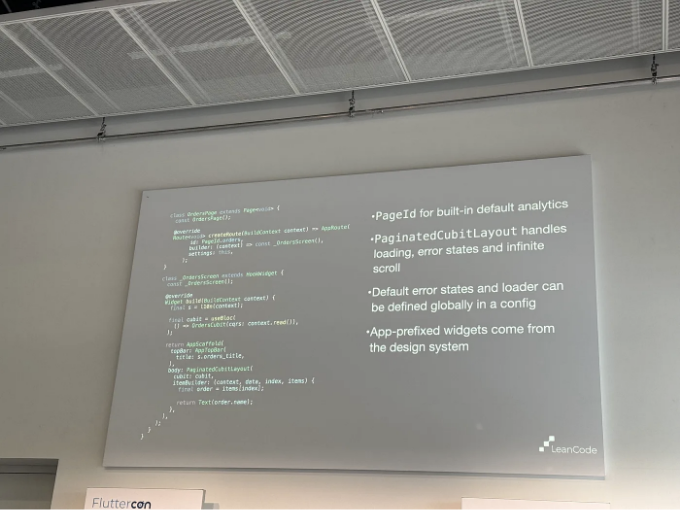 class OrdersPage extends Page<void> {
const OrdersPage();
@override
Route<void> createRoute(BuildContext context) => AppRoute(
id: PageId.orders,
builder: (context) => const _OrdersScreen(),
settings: this,
);
}
class _OrdersScreen extends HookWidget {
const _OrdersScreen();
@override
Widget build(BuildContext context) {
final s = l10n(context);
final cubit = useBloc(
() => OrdersCubit(cqrs: context.read()),
);
return AppScaffold(
topBar: AppTopBar(
title: s.orders_title,
),
body: PaginatedCubitLayout(
cubit: cubit,
itemBuilder: (context, data, index, items) {
final order = items[index];
return Text(order.name);
},
),
);
}
}
•PageId for built-in default analytics
•PaginatedCubitLayout handles
loading, error states and infinite
scroll
•Default error states and loader can
be defined globally in a config
•App-prefixed widgets come from
the design system
LeanCode
Fluttercon